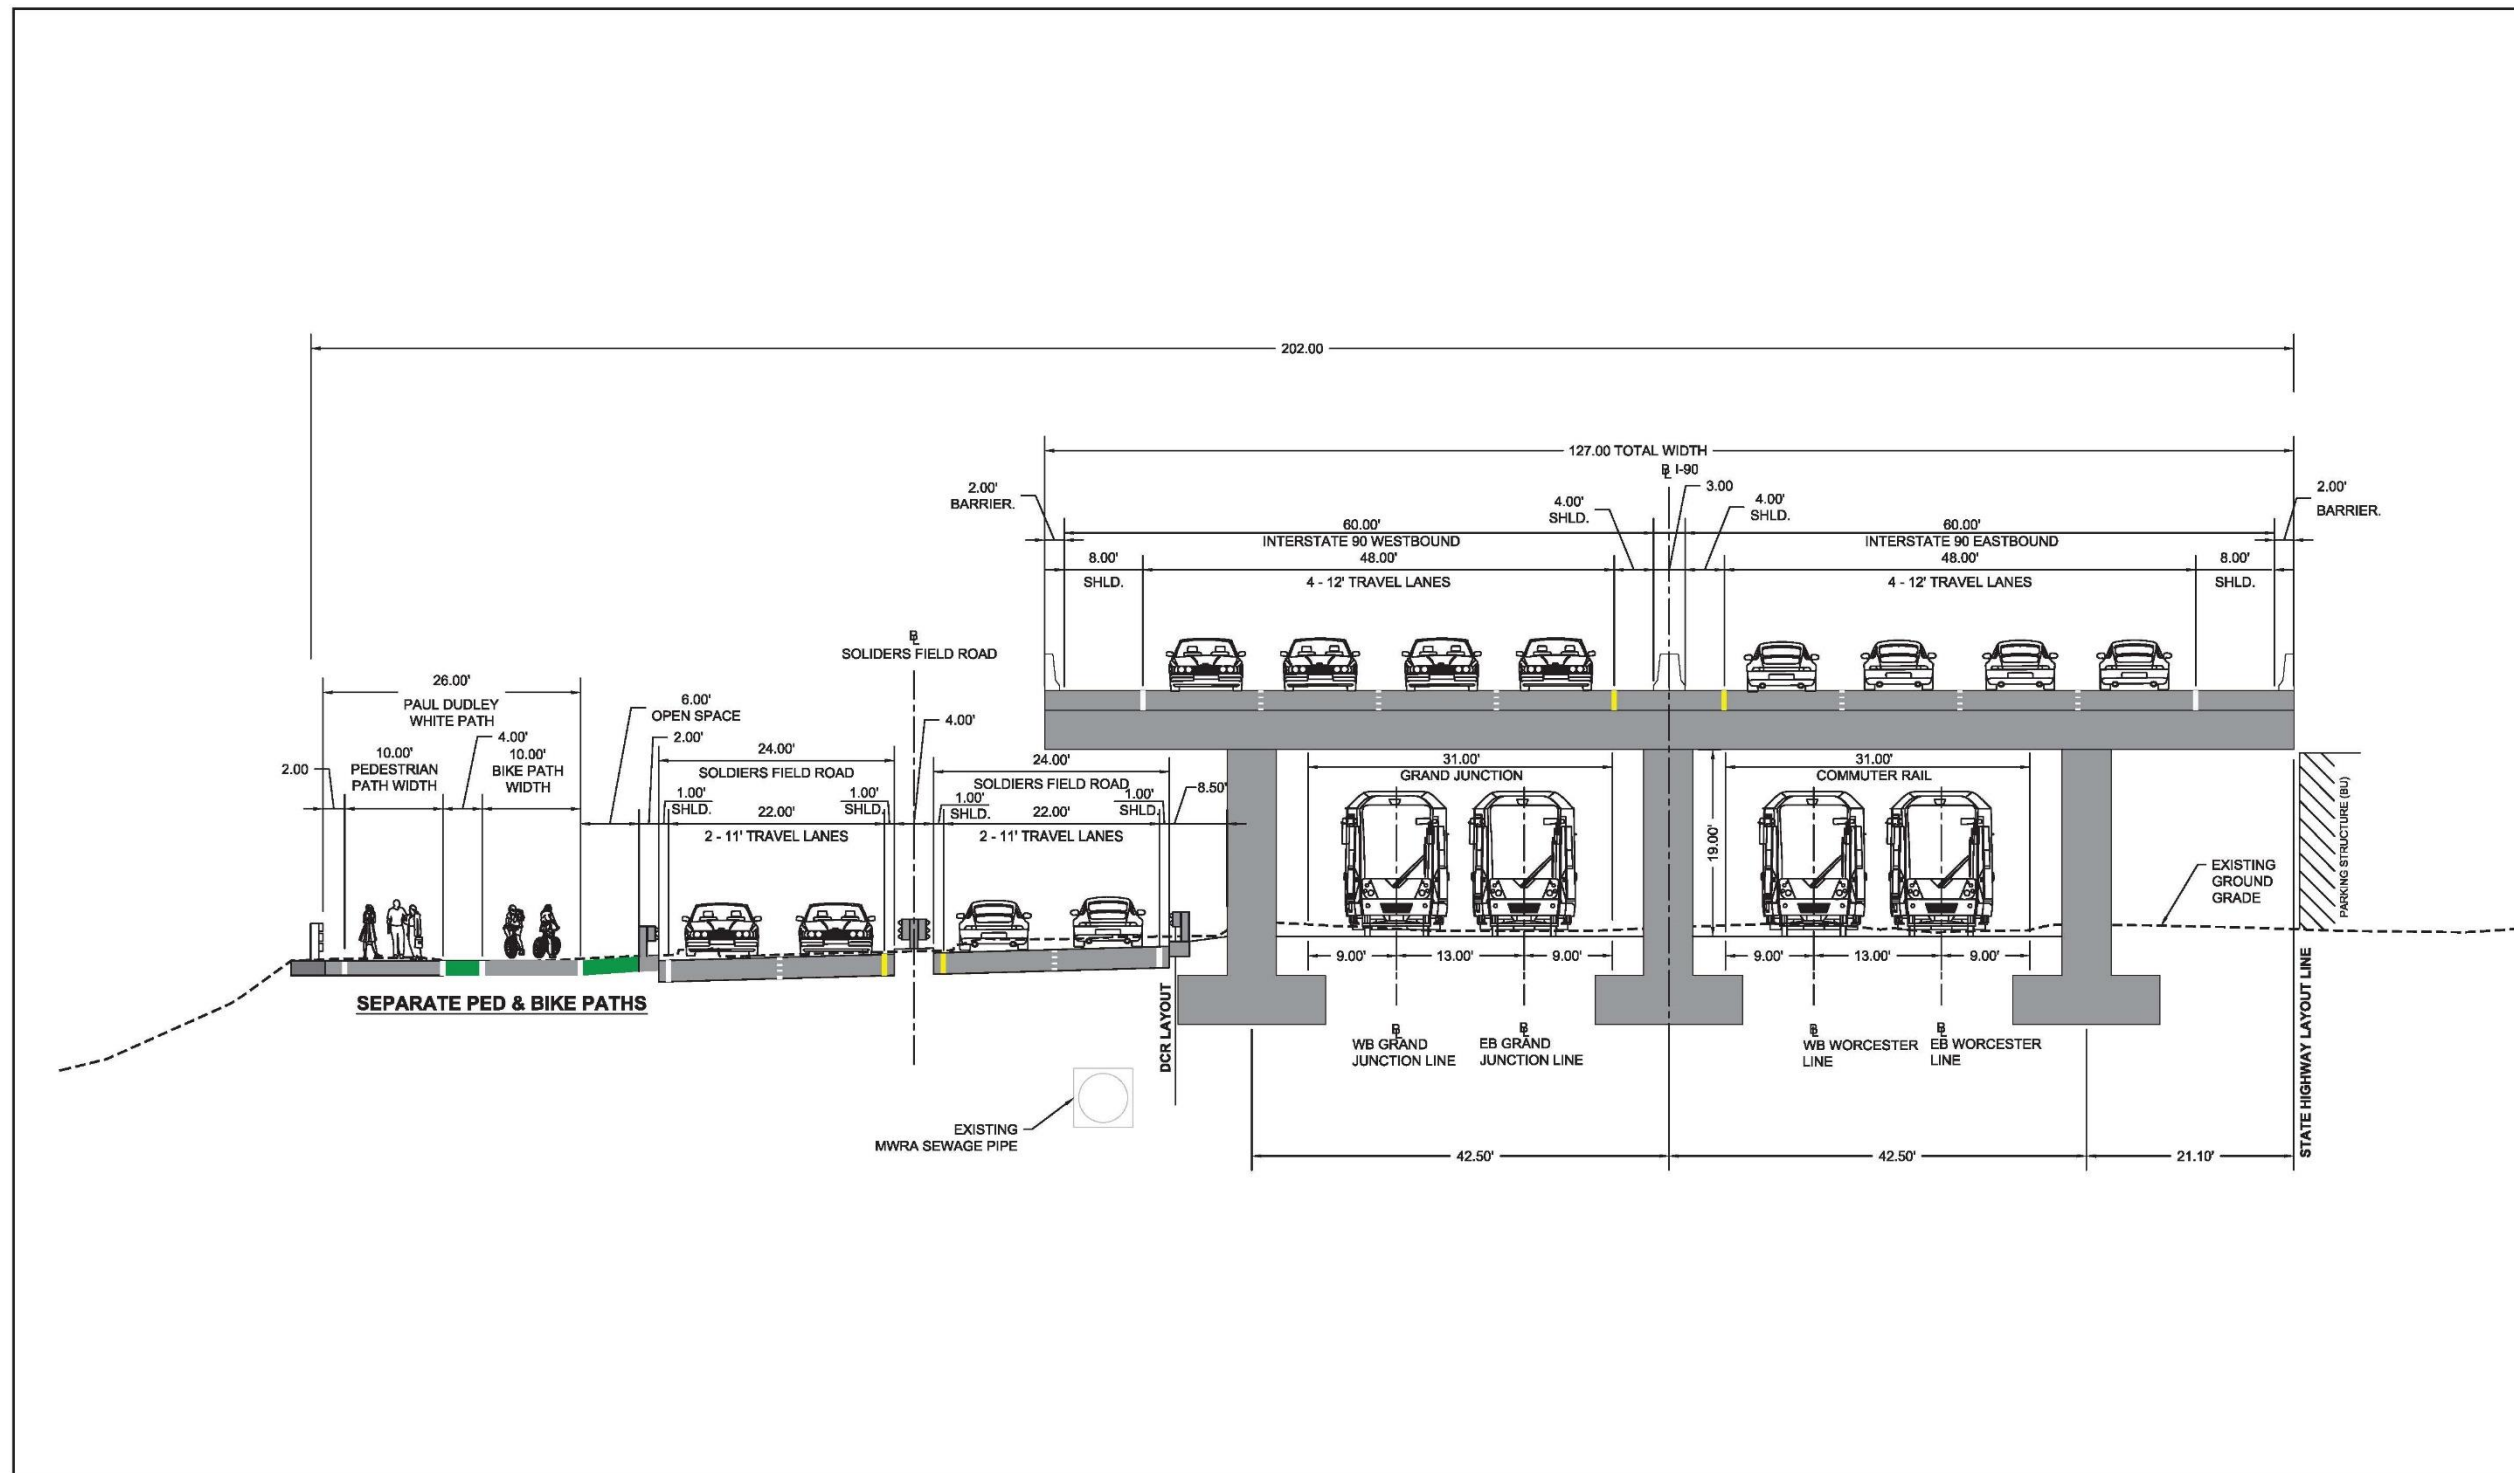 202.00
127.00 TOTAL WIDTH
℄ I-90
2.00'
BARRIER.
4.00'
SHLD.
3.00
4.00'
SHLD.
2.00'
BARRIER.
60.00'
INTERSTATE 90 WESTBOUND
60.00'
INTERSTATE 90 EASTBOUND
8.00'
SHLD.
48.00'
4 - 12' TRAVEL LANES
48.00'
4 - 12' TRAVEL LANES
8.00'
SHLD.
SOLIDERS FIELD ROAD
26.00'
PAUL DUDLEY
WHITE PATH
6.00'
OPEN SPACE
2.00'
4.00'
2.00
10.00'
PEDESTRIAN
PATH WIDTH
4.00'
10.00'
BIKE PATH
WIDTH
24.00'
SOLDIERS FIELD ROAD
1.00'
SHLD.
22.00'
2 - 11' TRAVEL LANES
1.00'
SHLD.
24.00'
SOLDIERS FIELD ROAD
1.00'
SHLD.
22.00'
2 - 11' TRAVEL LANES
1.00'
SHLD.
8.50'
31.00'
GRAND JUNCTION
31.00'
COMMUTER RAIL
19.00'
PARKING STRUCTURE (BU)
EXISTING
GROUND
GRADE
SEPARATE PED & BIKE PATHS
9.00'
13.00'
9.00'
9.00'
13.00'
9.00'
DCR LAYOUT
WB GRAND
JUNCTION LINE
EB GRAND
JUNCTION LINE
WB WORCESTER
LINE
EB WORCESTER
LINE
STATE HIGHWAY LAYOUT LINE
EXISTING
MWRA SEWAGE PIPE
42.50'
42.50'
21.10'